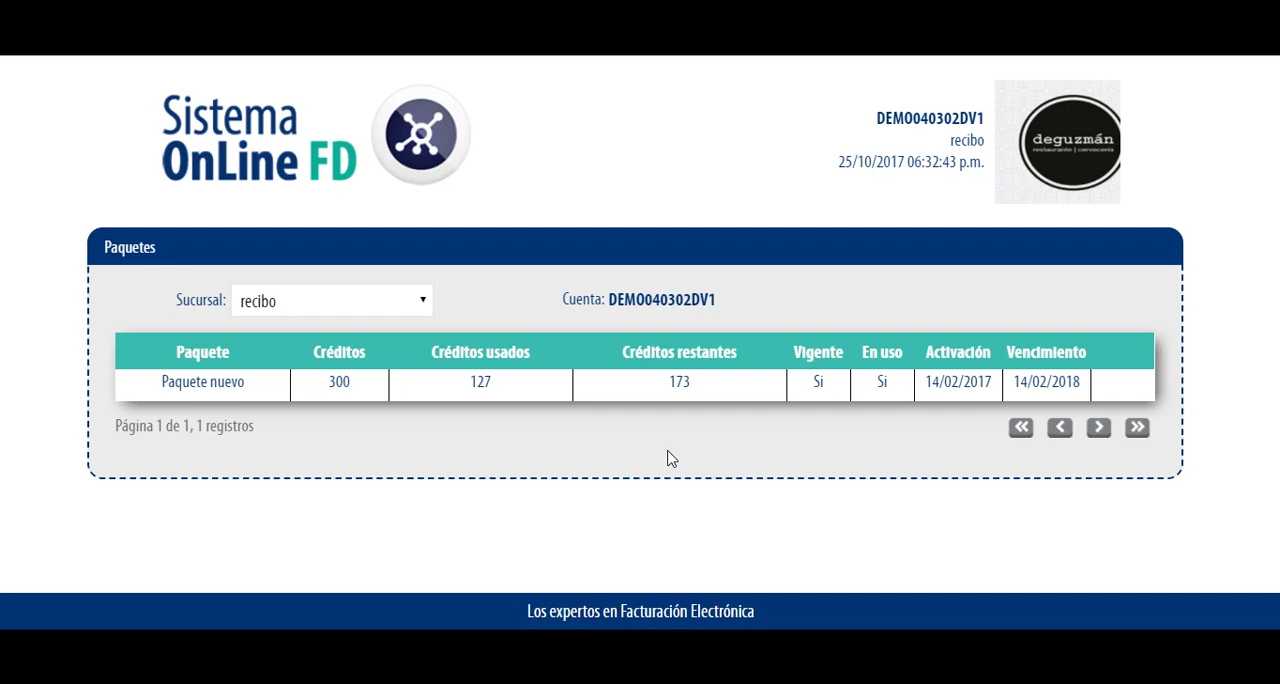 Sistema
OnLine FD
DEMO040302DV1
recibo
25/10/2017 06:32:43 p.m.
deguzmán
restaurante | cervecería
Paquetes
Sucursal: recibo
Cuenta: DEMO040302DV1
Paquete Créditos Créditos usados Créditos restantes Vigente En uso Activación Vencimiento
Paquete nuevo 300 127 173 Si Si 14/02/2017 14/02/2018
Página 1 de 1, 1 registros
Los expertos en Facturación Electrónica